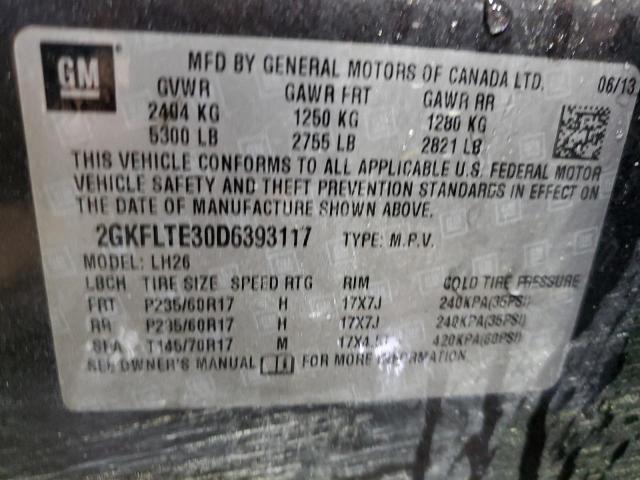 GM
MFD BY GENERAL MOTORS OF CANADA LTD. 06/13
GVWR GAWR FRT GAWR RR
2404 KG 1250 KG 1280 KG
5300 LB 2755 LB 2821 LB
THIS VEHICLE CONFORMS TO ALL APPLICABLE U.S. FEDERAL MOTOR
VEHICLE SAFETY AND THEFT PREVENTION STANDARDS IN EFFECT ON
THE DATE OF MANUFACTURE SHOWN ABOVE.
2GKFLTE30D6393117 TYPE: M.P.V.
MODEL: LH26
LBCH TIRE SIZE SPEED RTG RIM COLD TIRE PRESSURE
FRT P235/60R17 H 17X7J 240KPA(35PSI)
RR P235/60R17 H 17X7J 240KPA(35PSI)
SPA T145/70R17 M 17X4.5T 420KPA(60PSI)
SEE OWNER'S MANUAL FOR MORE INFORMATION.